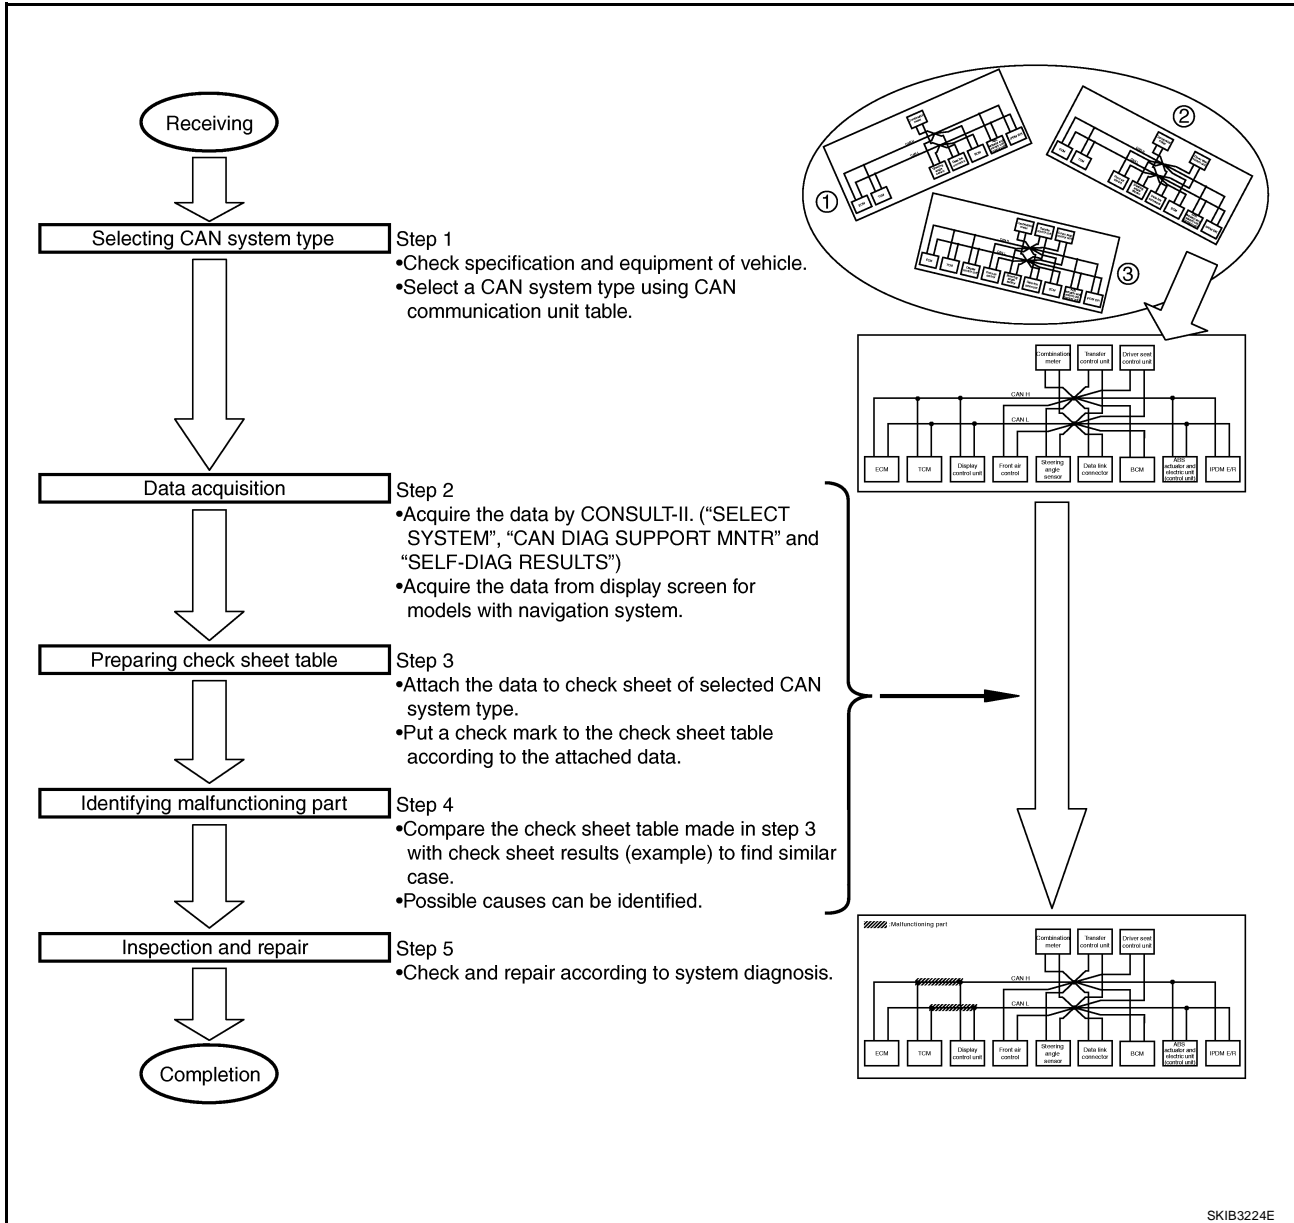 Receiving
Selecting CAN system type
Step 1
•Check specification and equipment of vehicle.
•Select a CAN system type using CAN
communication unit table.
Data acquisition
Step 2
•Acquire the data by CONSULT-II. (“SELECT
SYSTEM”, “CAN DIAG SUPPORT MNTR” and
“SELF-DIAG RESULTS”)
•Acquire the data from display screen for
models with navigation system.
Preparing check sheet table
Step 3
•Attach the data to check sheet of selected CAN
system type.
•Put a check mark to the check sheet table
according to the attached data.
Identifying malfunctioning part
Step 4
•Compare the check sheet table made in step 3
with check sheet results (example) to find similar
case.
•Possible causes can be identified.
Inspection and repair
Step 5
•Check and repair according to system diagnosis.
Completion
1
2
3
Combination
meter
Transfer
control unit
Driver seat
control unit
CAN H
CAN L
ECM
TCM
Display
control unit
Front air
control
Steering
angle
sensor
Data link
connector
BCM
ABS
actuator and
electric unit
(control unit)
IPDM E/R
:Malfunctioning part
Combination
meter
Transfer
control unit
Driver seat
control unit
CAN H
CAN L
ECM
TCM
Display
control unit
Front air
control
Steering
angle
sensor
Data link
connector
BCM
ABS
actuator and
electric unit
(control unit)
IPDM E/R
SKIB3224E